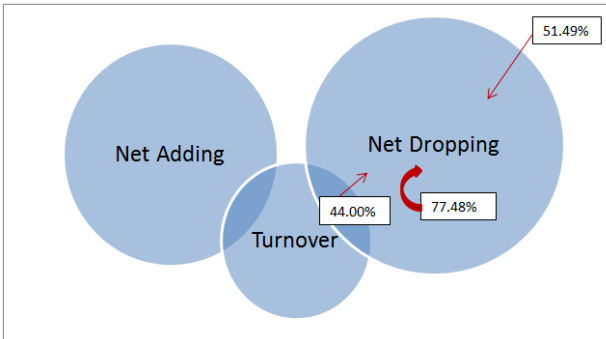 51.49%
Net Dropping
Net Adding
77.48%
44.00%
Turnover